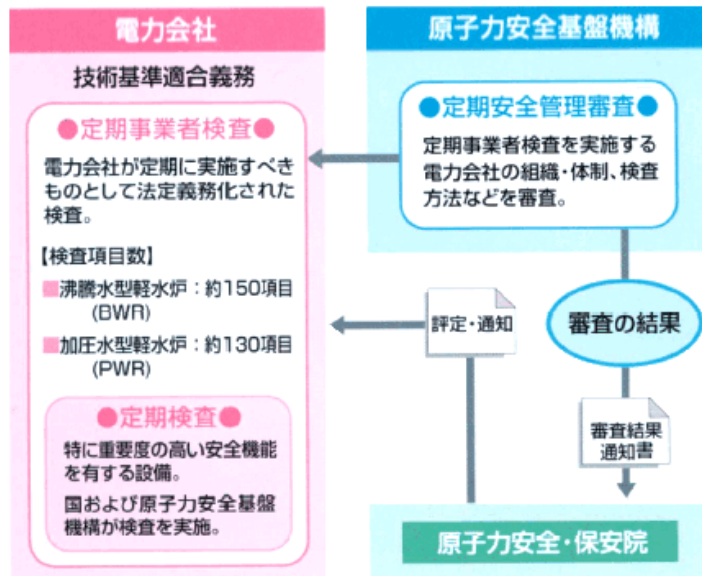 電力会社
技術基準適合義務
●定期事業者検査●
電力会社が定期に実施すべき
ものとして法定義務化された
検査。
【検査項目数】
■沸騰水型軽水炉：約150項目
(BWR)
■加圧水型軽水炉：約130項目
(PWR)
●定期検査●
特に重要度の高い安全機能
を有する設備。
国および原子力安全基盤
機構が検査を実施。
原子力安全基盤機構
●定期安全管理審査●
定期事業者検査を実施する
電力会社の組織・体制、検査
方法などを審査。
評定・通知
審査の結果
審査結果
通知書
原子力安全・保安院